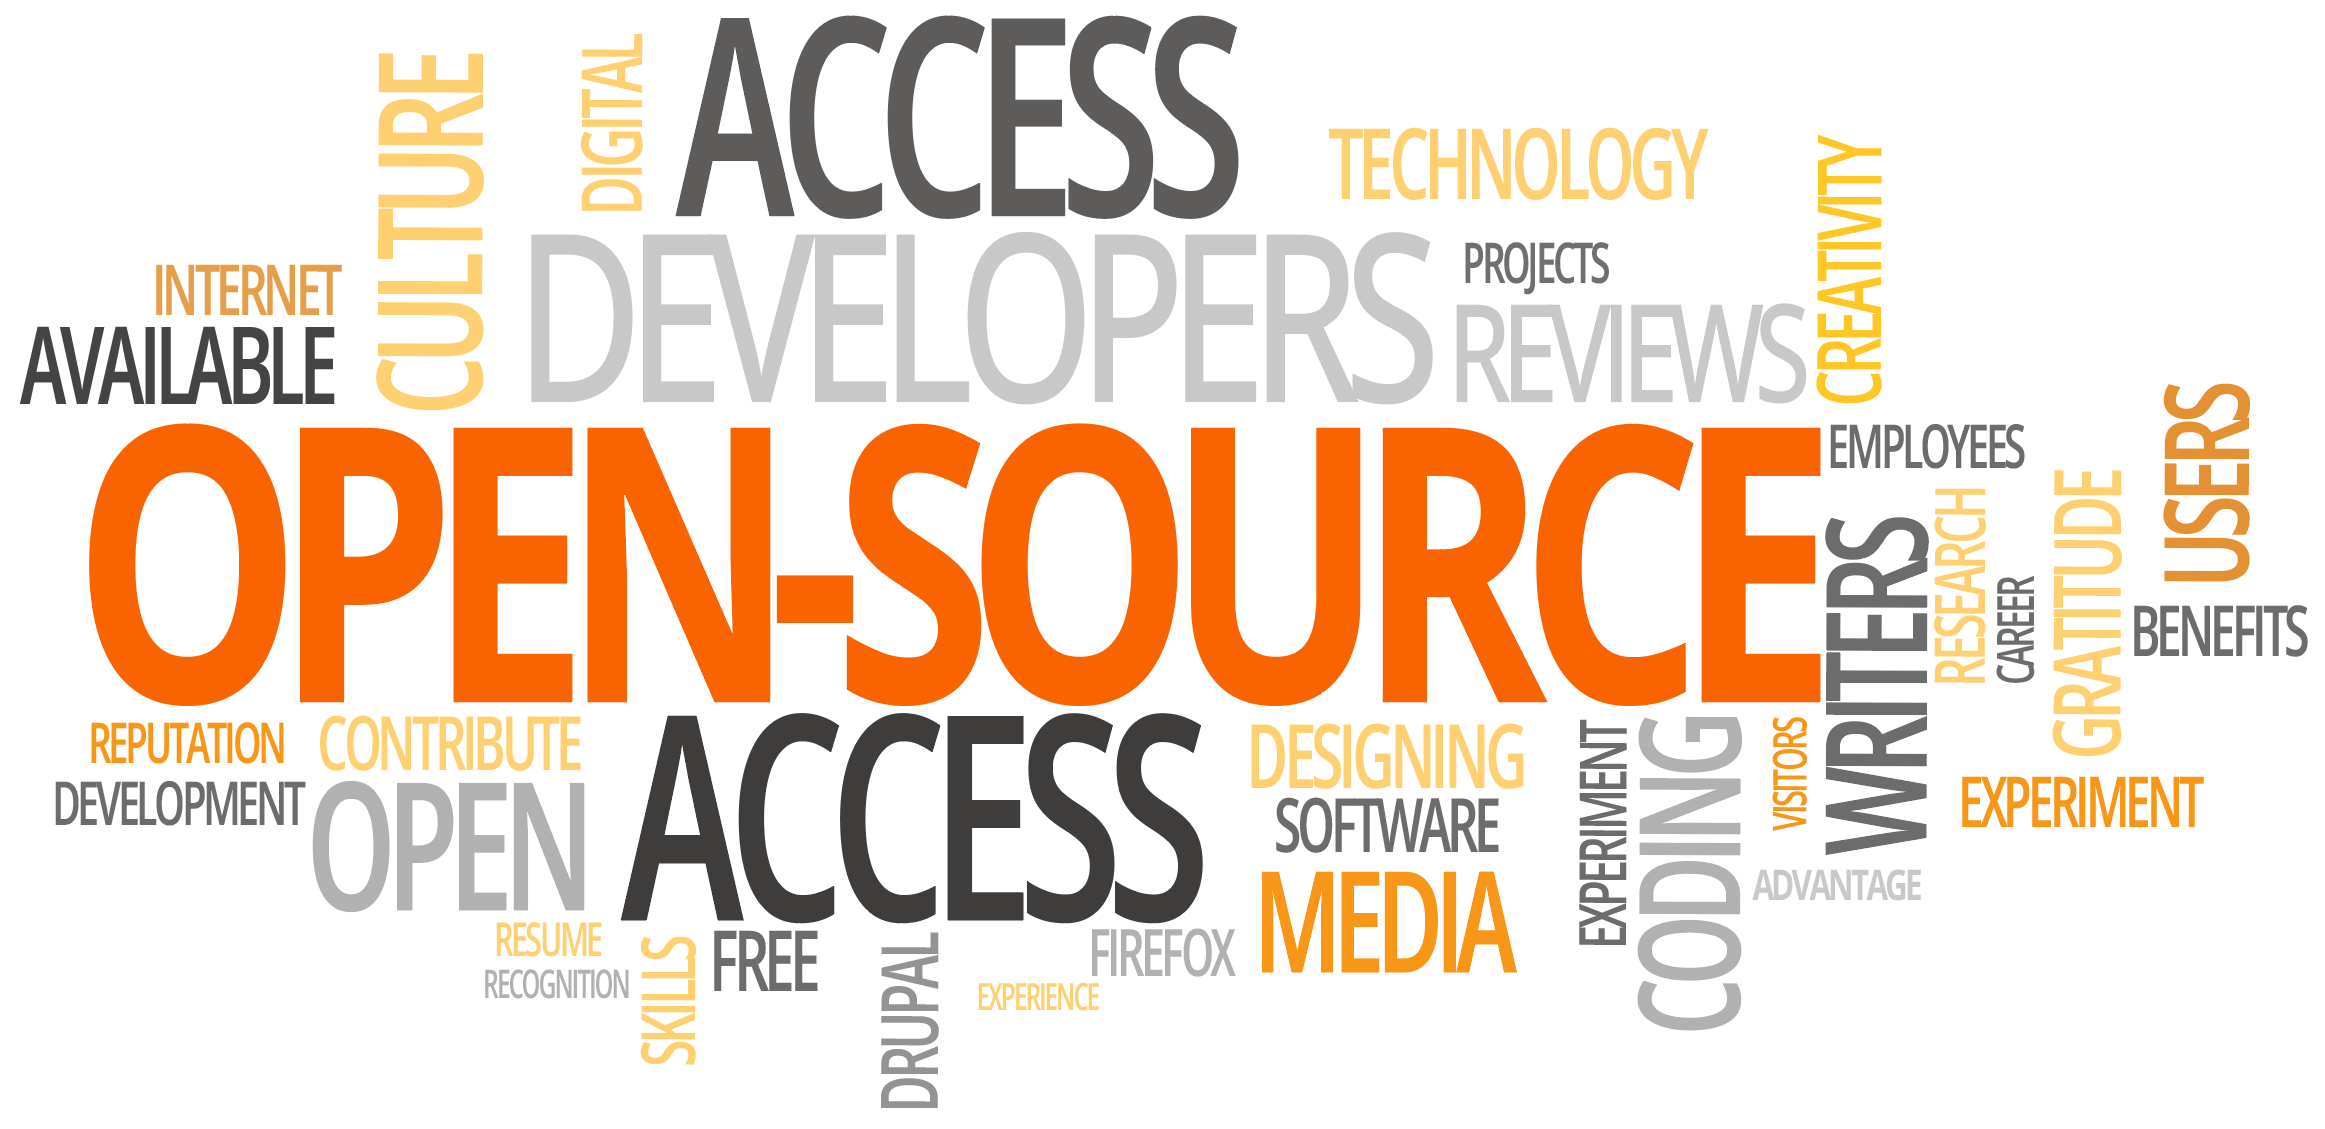 ACCESS
DIGITAL
CULTURE
TECHNOLOGY
CREATIVITY
DEVELOPERS
PROJECTS
INTERNET
REVIEWS
AVAILABLE
OPEN-SOURCE
EMPLOYEES
USERS
WRITERS
RESEARCH
CAREER
GRATITUDE
BENEFITS
REPUTATION
CONTRIBUTE
ACCESS
DESIGNING
EXPERIMENT
CODING
VISITORS
DEVELOPMENT
OPEN
SOFTWARE
EXPERIMENT
MEDIA
ADVANTAGE
RESUME
SKILLS
FREE
DRUPAL
FIREFOX
RECOGNITION
EXPERIENCE